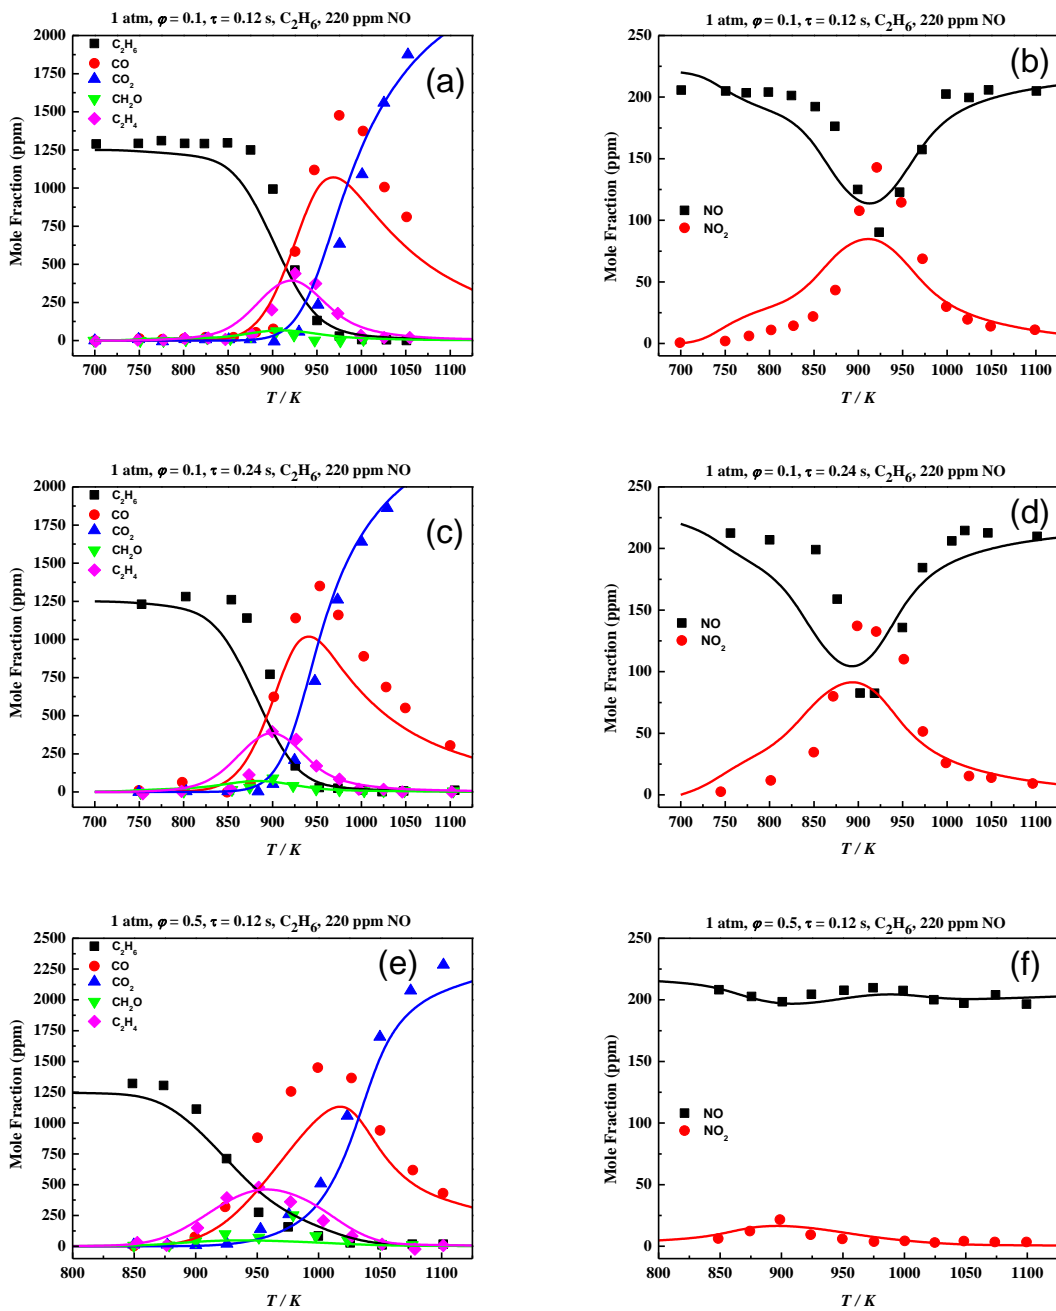 1 atm, φ = 0.1, τ = 0.12 s, C₂H₆, 220 ppm NO
2000
1750
1500
1250
1000
750
500
250
0
Mole Fraction (ppm)
C₂H₆
CO
CO₂
CH₂O
C₂H₄
(a)
700 750 800 850 900 950 1000 1050 1100
T / K
1 atm, φ = 0.1, τ = 0.12 s, C₂H₆, 220 ppm NO
250
200
150
100
50
0
Mole Fraction (ppm)
(b)
NO
NO₂
700 750 800 850 900 950 1000 1050 1100
T / K
1 atm, φ = 0.1, τ = 0.24 s, C₂H₆, 220 ppm NO
2000
1750
1500
1250
1000
750
500
250
0
Mole Fraction (ppm)
C₂H₆
CO
CO₂
CH₂O
C₂H₄
(c)
700 750 800 850 900 950 1000 1050 1100
T / K
1 atm, φ = 0.1, τ = 0.24 s, C₂H₆, 220 ppm NO
250
200
150
100
50
0
Mole Fraction (ppm)
(d)
NO
NO₂
700 750 800 850 900 950 1000 1050 1100
T / K
1 atm, φ = 0.5, τ = 0.12 s, C₂H₆, 220 ppm NO
2500
2250
2000
1750
1500
1250
1000
750
500
250
0
Mole Fraction (ppm)
C₂H₆
CO
CO₂
CH₂O
C₂H₄
(e)
800 850 900 950 1000 1050 1100
T / K
1 atm, φ = 0.5, τ = 0.12 s, C₂H₆, 220 ppm NO
250
200
150
100
50
0
Mole Fraction (ppm)
(f)
NO
NO₂
800 850 900 950 1000 1050 1100
T / K